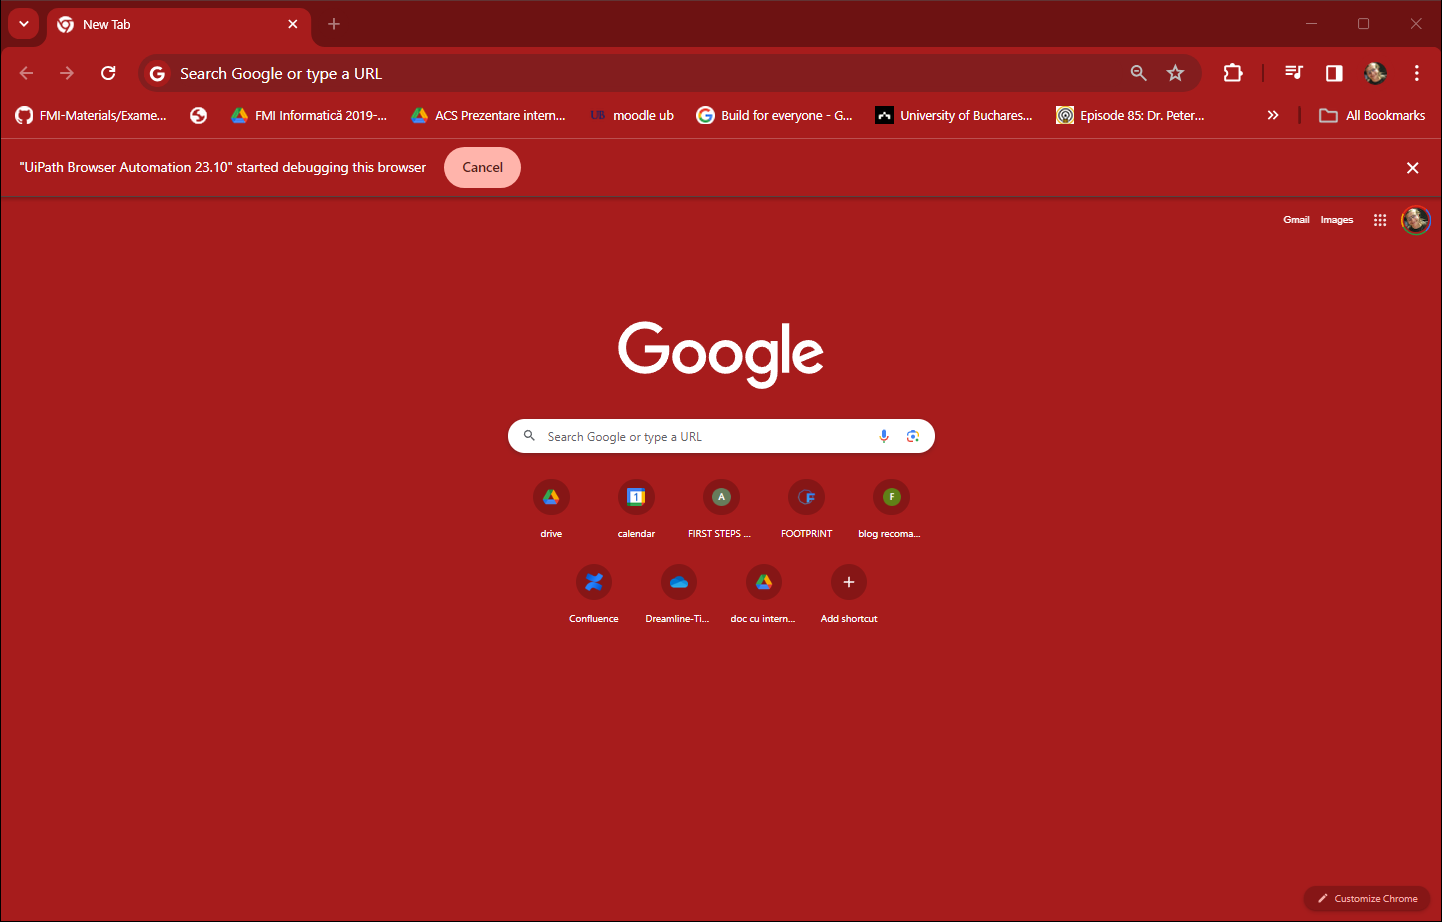 New Tab
Search Google or type a URL
FMI-Materials/Exame...
FMI Informatică 2019-...
ACS Prezentare intern...
UB moodle ub
Build for everyone - G...
University of Buchares...
Episode 85: Dr. Peter...
All Bookmarks
"UiPath Browser Automation 23.10" started debugging this browser
Cancel
Gmail
Images
Google
Search Google or type a URL
1
A
F
F
drive
calendar
FIRST STEPS ...
FOOTPRINT
blog recoma...
Confluence
Dreamline-Ti...
doc cu intern...
Add shortcut
Customize Chrome